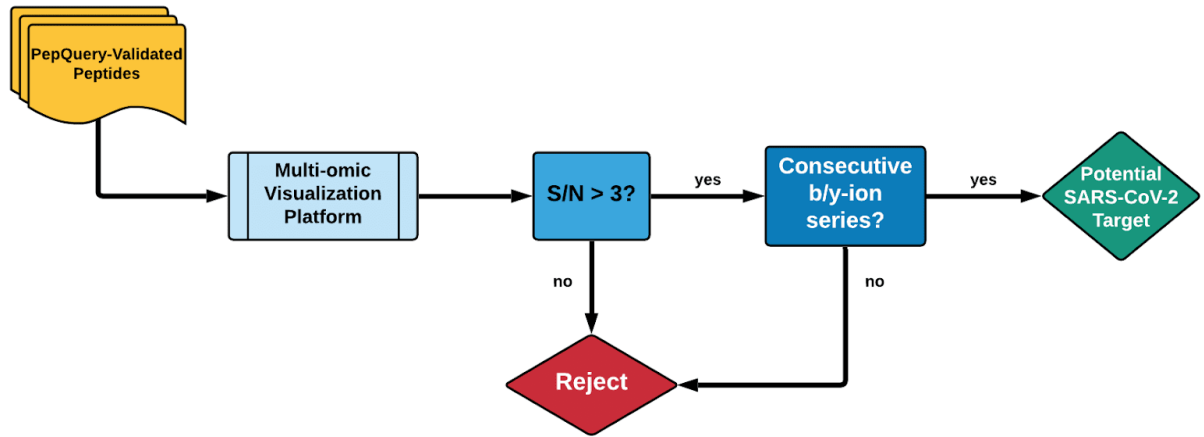 PepQuery-Validated
Peptides
Multi-omic
Visualization
Platform
S/N > 3?
yes
Consecutive
b/y-ion
series?
yes
Potential
SARS-CoV-2
Target
no
no
Reject